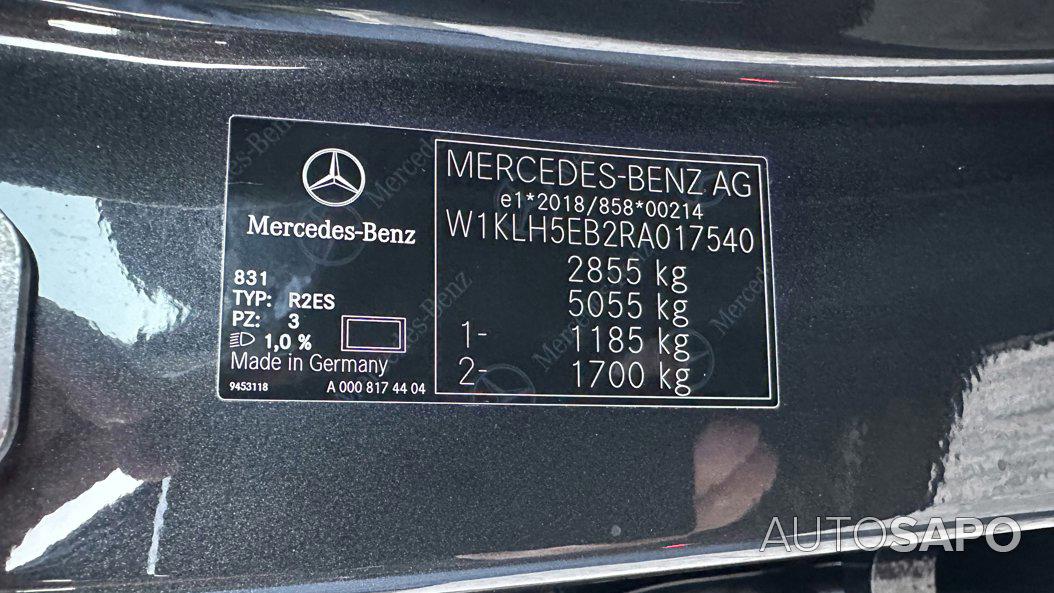 Mercedes-Benz
831
TYP: R2ES
PZ: 3
1,0 %
Made in Germany
9453118 A 000 817 44 04
MERCEDES-BENZ AG
e1*2018/858*00214
W1KLH5EB2RA017540
2855 kg
5055 kg
1- 1185 kg
2- 1700 kg
AUTOSAPO